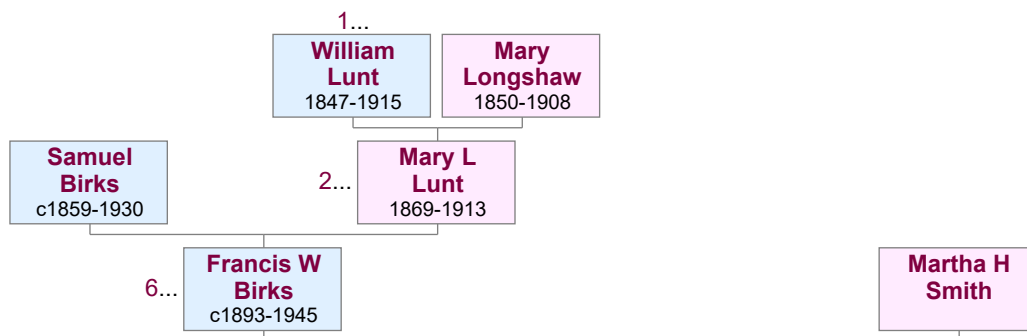 1...
William
Lunt
1847-1915
Mary
Longshaw
1850-1908
Samuel
Birks
c1859-1930
2...
Mary L
Lunt
1869-1913
6...
Francis W
Birks
c1893-1945
Martha H
Smith